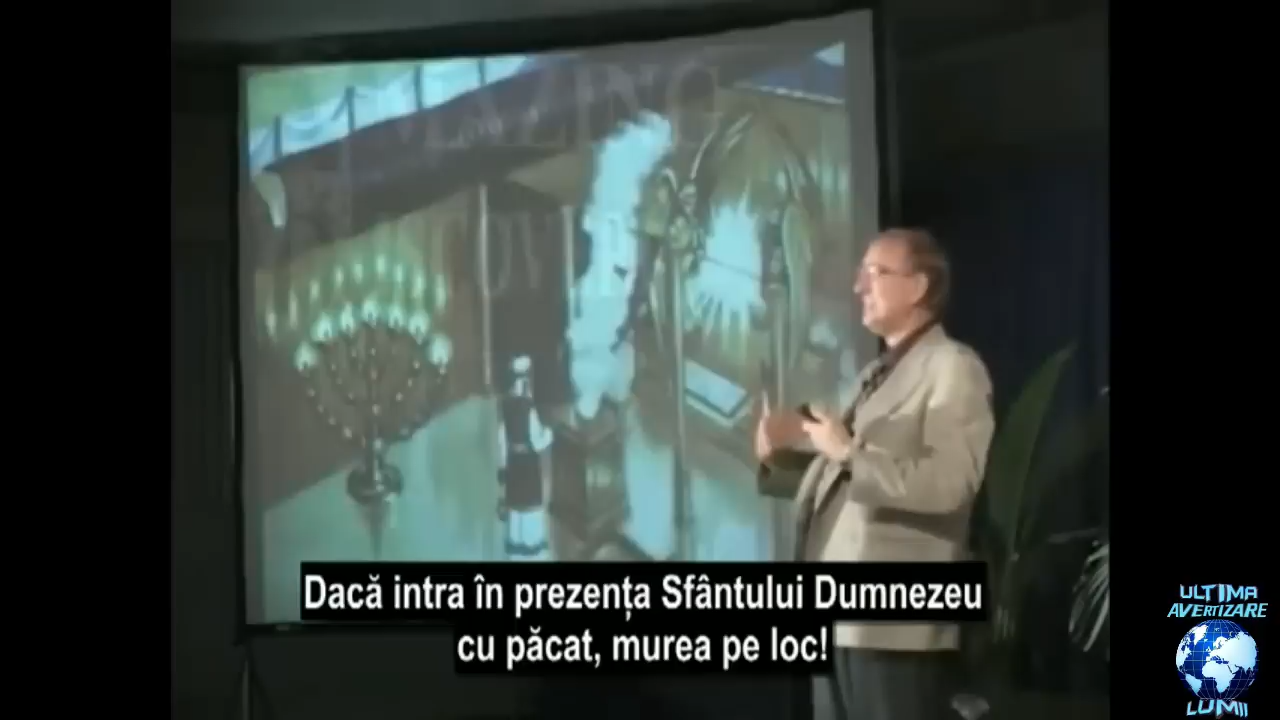 Dacă intra în prezența Sfântului Dumnezeu
cu păcat, murea pe loc!
ULTIMA
AVERTIZARE
LUMII